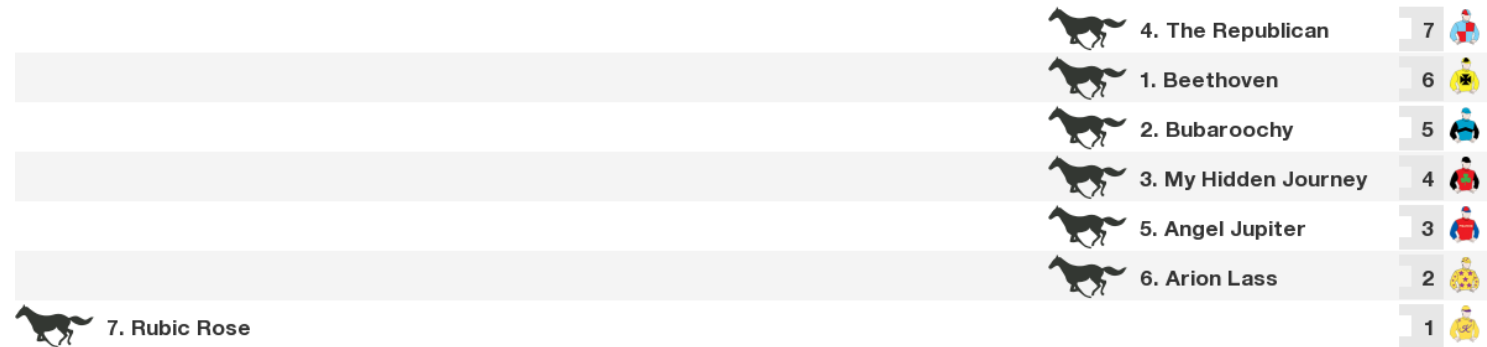 4. The Republican 7
1. Beethoven 6
2. Bubaroochy 5
3. My Hidden Journey 4
5. Angel Jupiter 3
6. Arion Lass 2
7. Rubic Rose 1